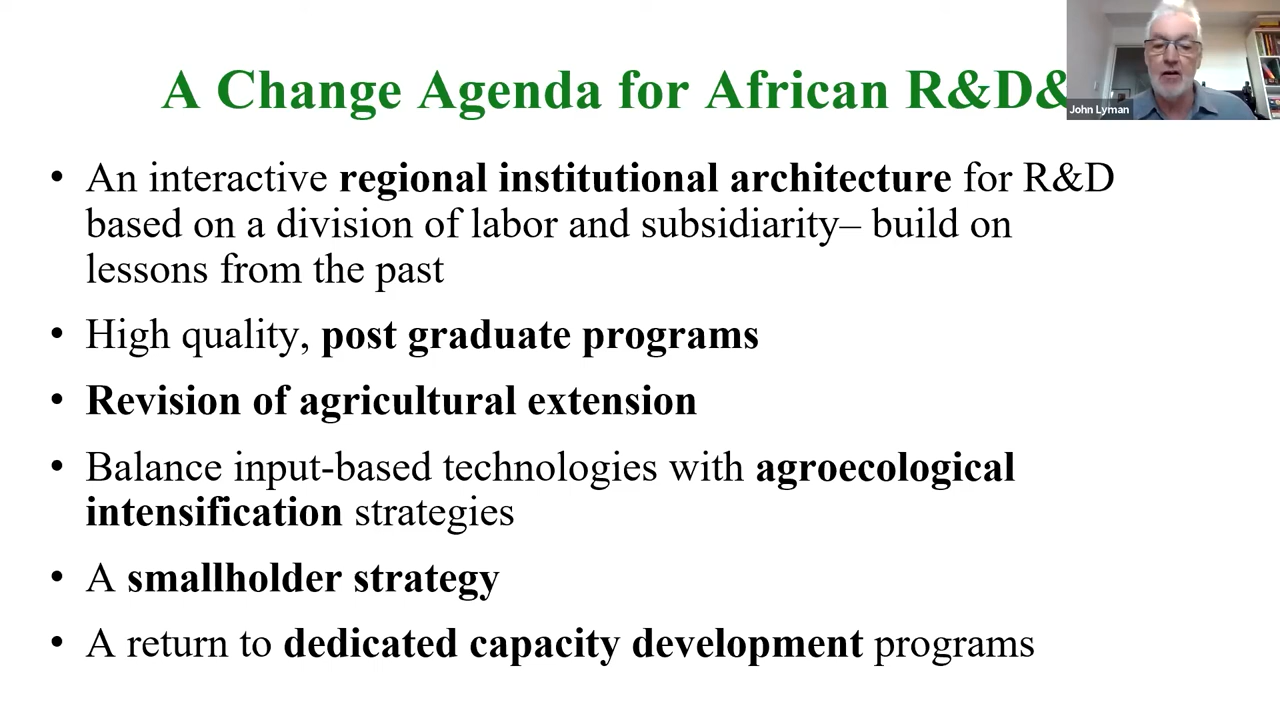 A Change Agenda for African R&D&
John Lyman
• An interactive regional institutional architecture for R&D
based on a division of labor and subsidiarity– build on
lessons from the past
• High quality, post graduate programs
• Revision of agricultural extension
• Balance input-based technologies with agroecological
intensification strategies
• A smallholder strategy
• A return to dedicated capacity development programs